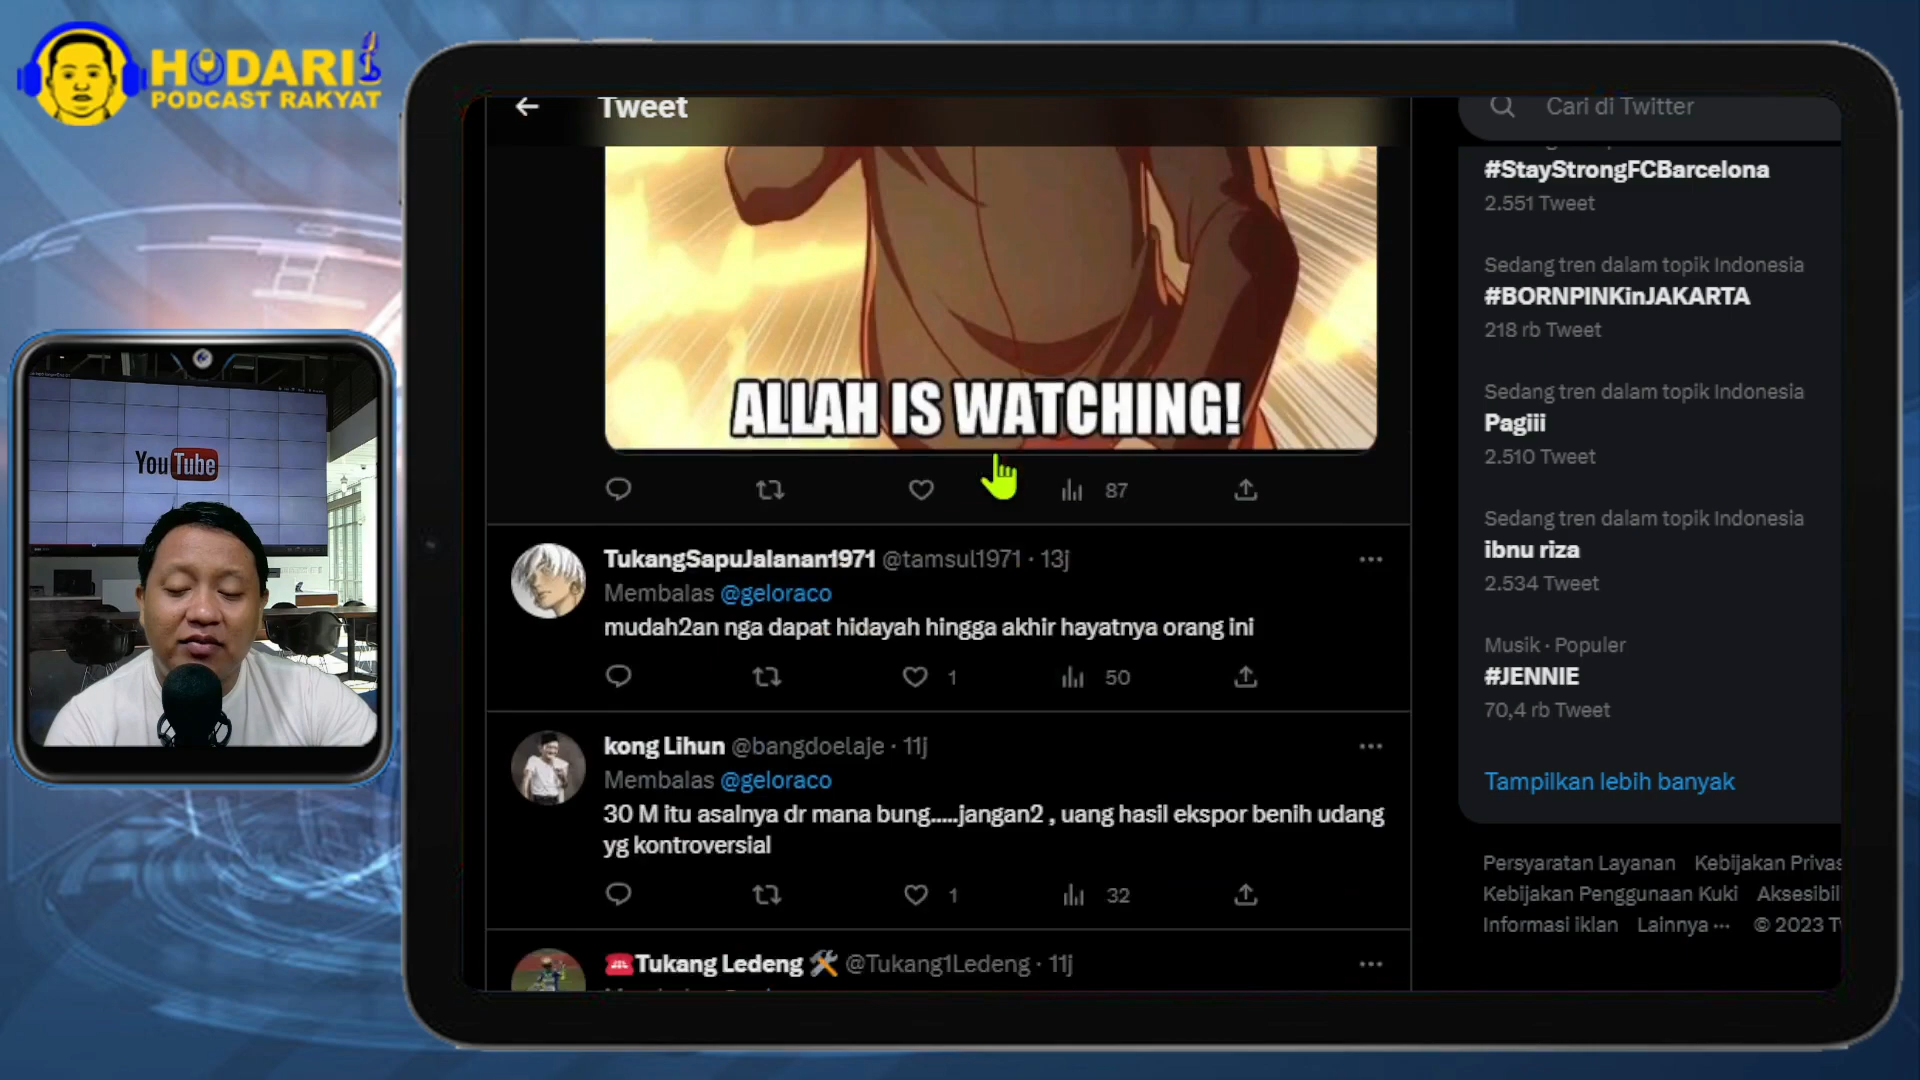 HODARI
PODCAST RAKYAT
YouTube
Tweet
ALLAH IS WATCHING!
87
TukangSapuJalanan1971 @tamsul1971 · 13j
Membalas @geloraco
mudah2an nga dapat hidayah hingga akhir hayatnya orang ini
1
50
kong Lihun @bangdoelaje · 11j
Membalas @geloraco
30 M itu asalnya dr mana bung.....jangan2 , uang hasil ekspor benih udang
yg kontroversial
1
32
Tukang Ledeng @Tukang1Ledeng · 11j
Cari di Twitter
#StayStrongFCBarcelona
2.551 Tweet
Sedang tren dalam topik Indonesia
#BORNPINKinJAKARTA
218 rb Tweet
Sedang tren dalam topik Indonesia
Pagiii
2.510 Tweet
Sedang tren dalam topik Indonesia
ibnu riza
2.534 Tweet
Musik · Populer
#JENNIE
70,4 rb Tweet
Tampilkan lebih banyak
Persyaratan Layanan Kebijakan Privas
Kebijakan Penggunaan Kuki Aksesibil
Informasi iklan Lainnya ··· © 2023 T